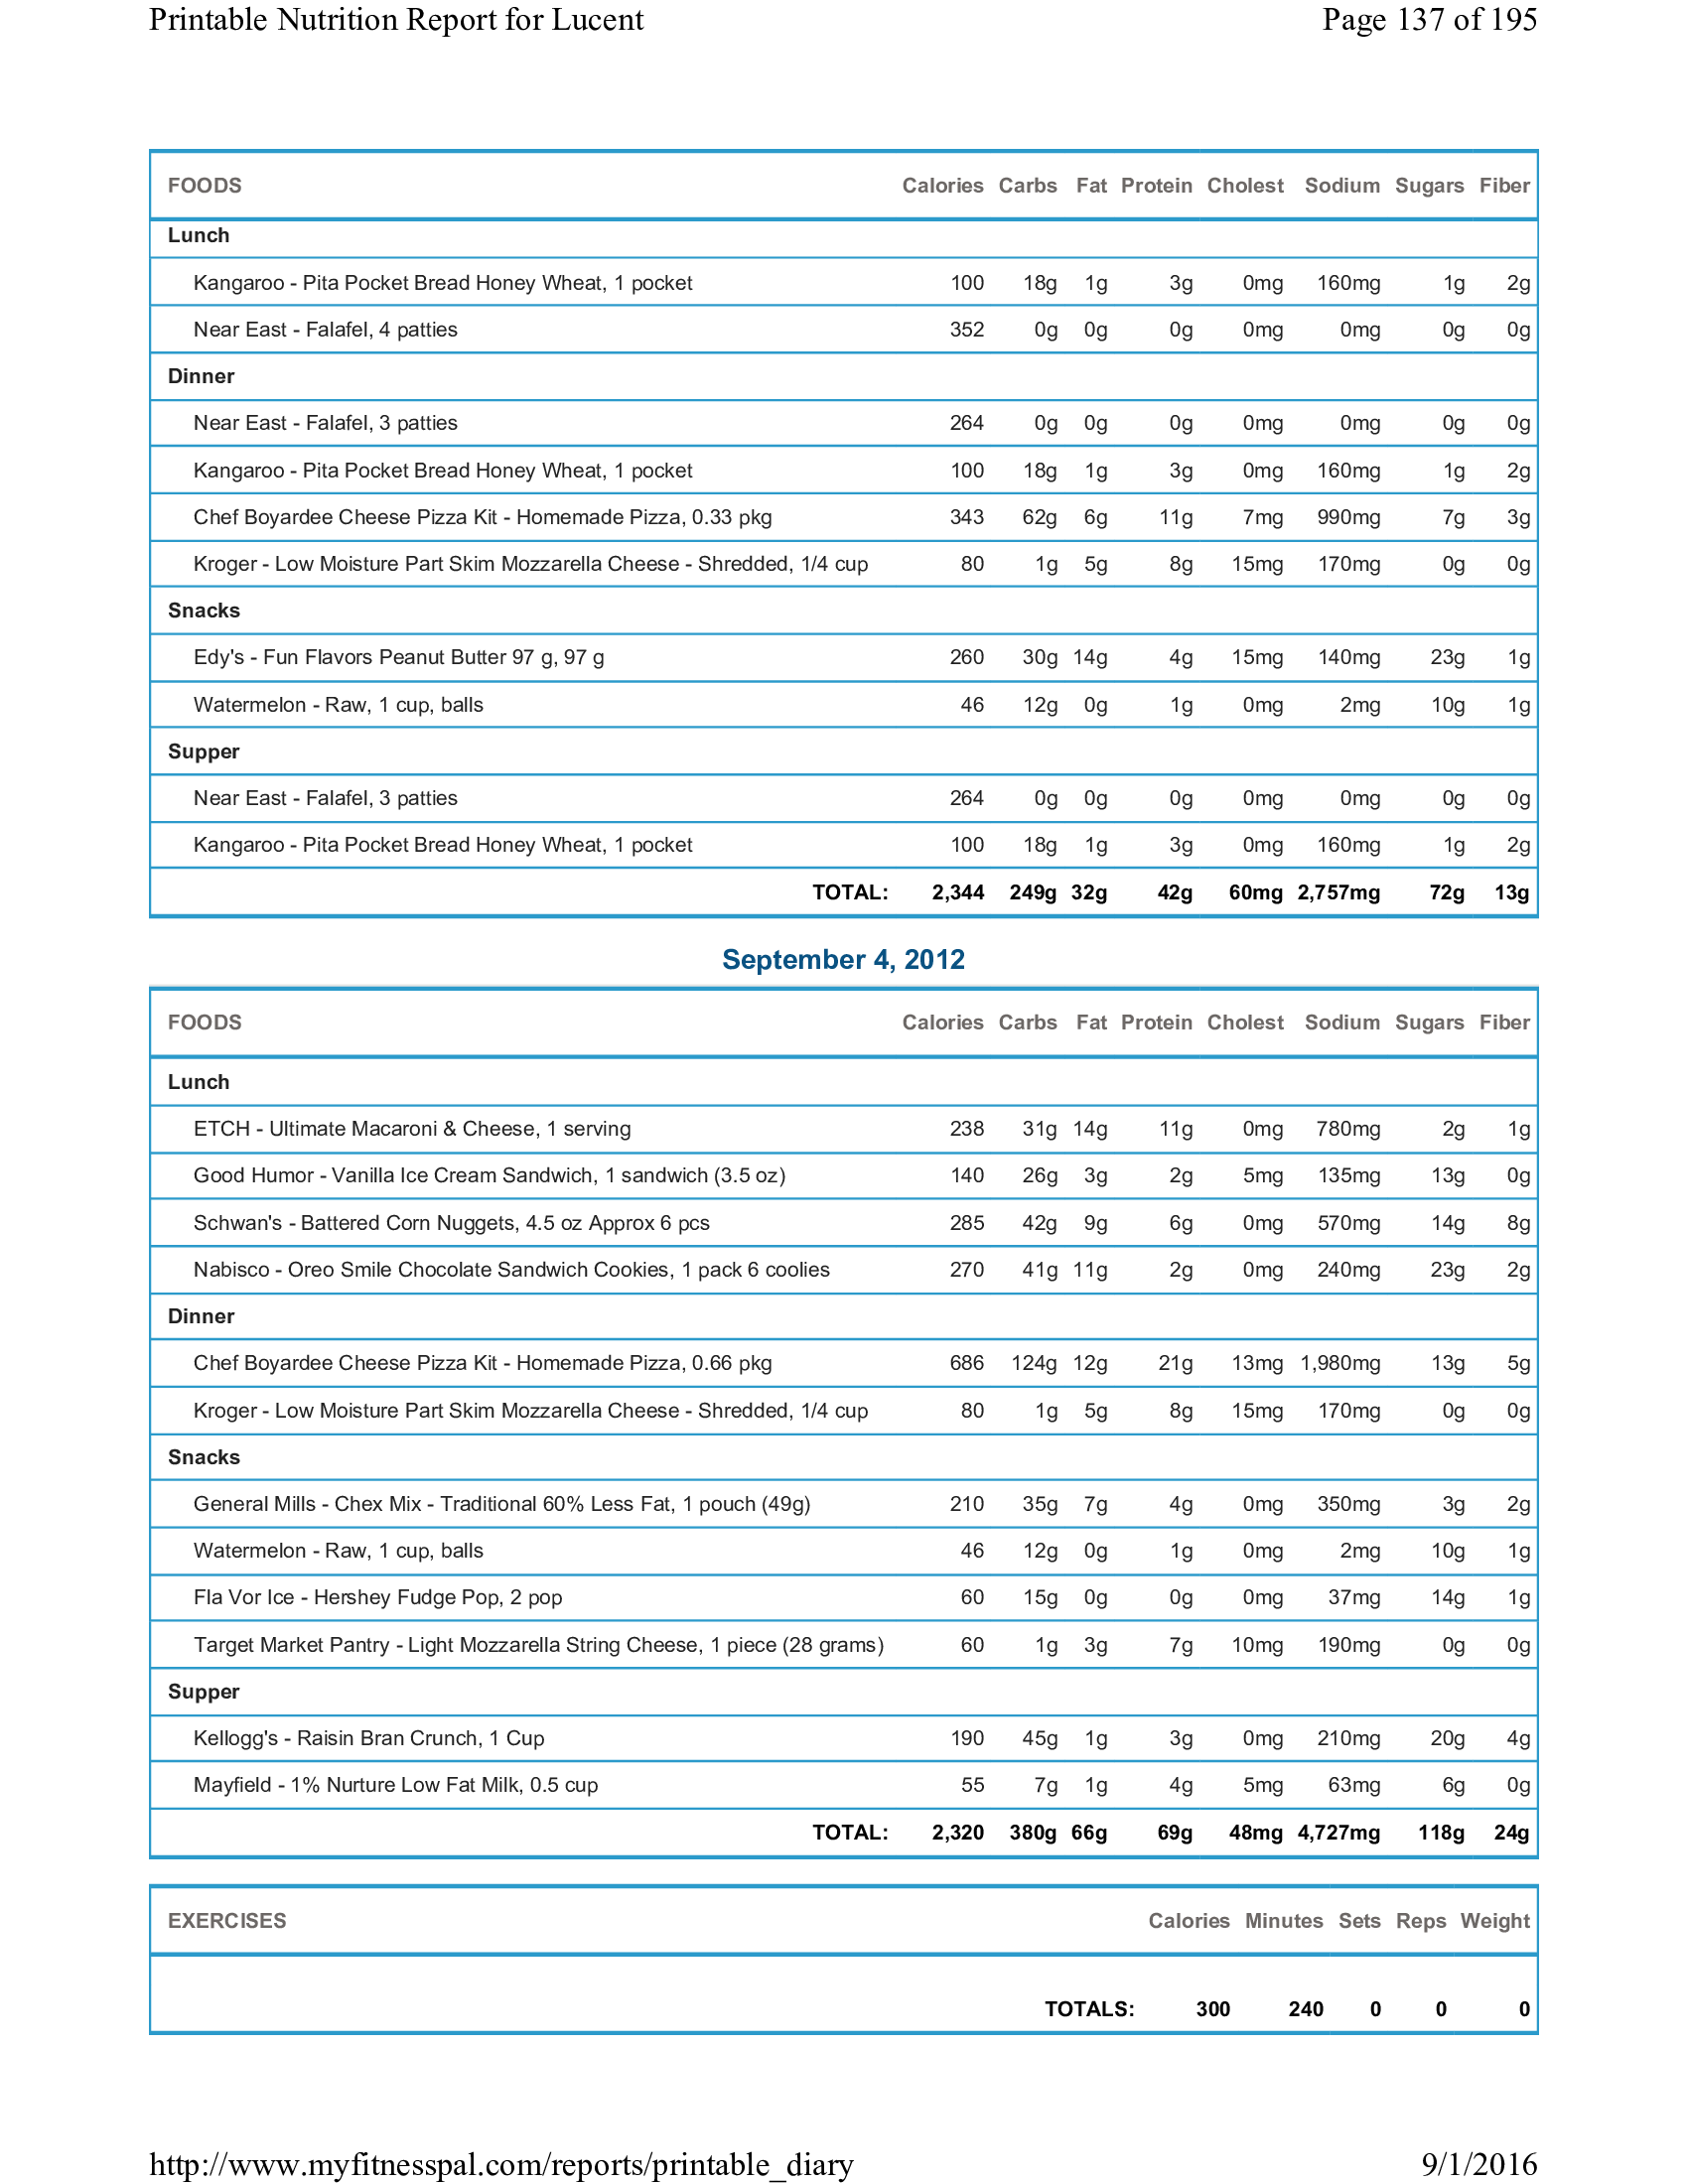 Printable Nutrition Report for Lucent Page 137 of 195
FOODS Calories Carbs Fat Protein Cholest Sodium Sugars Fiber
Lunch
Kangaroo - Pita Pocket Bread Honey Wheat, 1 pocket 100 18g 1g 3g 0mg 160mg 1g 2g
Near East - Falafel, 4 patties 352 0g 0g 0g 0mg 0mg 0g 0g
Dinner
Near East - Falafel, 3 patties 264 0g 0g 0g 0mg 0mg 0g 0g
Kangaroo - Pita Pocket Bread Honey Wheat, 1 pocket 100 18g 1g 3g 0mg 160mg 1g 2g
Chef Boyardee Cheese Pizza Kit - Homemade Pizza, 0.33 pkg 343 62g 6g 11g 7mg 990mg 7g 3g
Kroger - Low Moisture Part Skim Mozzarella Cheese - Shredded, 1/4 cup 80 1g 5g 8g 15mg 170mg 0g 0g
Snacks
Edy's - Fun Flavors Peanut Butter 97 g, 97 g 260 30g 14g 4g 15mg 140mg 23g 1g
Watermelon - Raw, 1 cup, balls 46 12g 0g 1g 0mg 2mg 10g 1g
Supper
Near East - Falafel, 3 patties 264 0g 0g 0g 0mg 0mg 0g 0g
Kangaroo - Pita Pocket Bread Honey Wheat, 1 pocket 100 18g 1g 3g 0mg 160mg 1g 2g
TOTAL: 2,344 249g 32g 42g 60mg 2,757mg 72g 13g
September 4, 2012
FOODS Calories Carbs Fat Protein Cholest Sodium Sugars Fiber
Lunch
ETCH - Ultimate Macaroni & Cheese, 1 serving 238 31g 14g 11g 0mg 780mg 2g 1g
Good Humor - Vanilla Ice Cream Sandwich, 1 sandwich (3.5 oz) 140 26g 3g 2g 5mg 135mg 13g 0g
Schwan's - Battered Corn Nuggets, 4.5 oz Approx 6 pcs 285 42g 9g 6g 0mg 570mg 14g 8g
Nabisco - Oreo Smile Chocolate Sandwich Cookies, 1 pack 6 coolies 270 41g 11g 2g 0mg 240mg 23g 2g
Dinner
Chef Boyardee Cheese Pizza Kit - Homemade Pizza, 0.66 pkg 686 124g 12g 21g 13mg 1,980mg 13g 5g
Kroger - Low Moisture Part Skim Mozzarella Cheese - Shredded, 1/4 cup 80 1g 5g 8g 15mg 170mg 0g 0g
Snacks
General Mills - Chex Mix - Traditional 60% Less Fat, 1 pouch (49g) 210 35g 7g 4g 0mg 350mg 3g 2g
Watermelon - Raw, 1 cup, balls 46 12g 0g 1g 0mg 2mg 10g 1g
Fla Vor Ice - Hershey Fudge Pop, 2 pop 60 15g 0g 0g 0mg 37mg 14g 1g
Target Market Pantry - Light Mozzarella String Cheese, 1 piece (28 grams) 60 1g 3g 7g 10mg 190mg 0g 0g
Supper
Kellogg's - Raisin Bran Crunch, 1 Cup 190 45g 1g 3g 0mg 210mg 20g 4g
Mayfield - 1% Nurture Low Fat Milk, 0.5 cup 55 7g 1g 4g 5mg 63mg 6g 0g
TOTAL: 2,320 380g 66g 69g 48mg 4,727mg 118g 24g
EXERCISES Calories Minutes Sets Reps Weight
TOTALS: 300 240 0 0 0
http://www.myfitnesspal.com/reports/printable_diary 9/1/2016